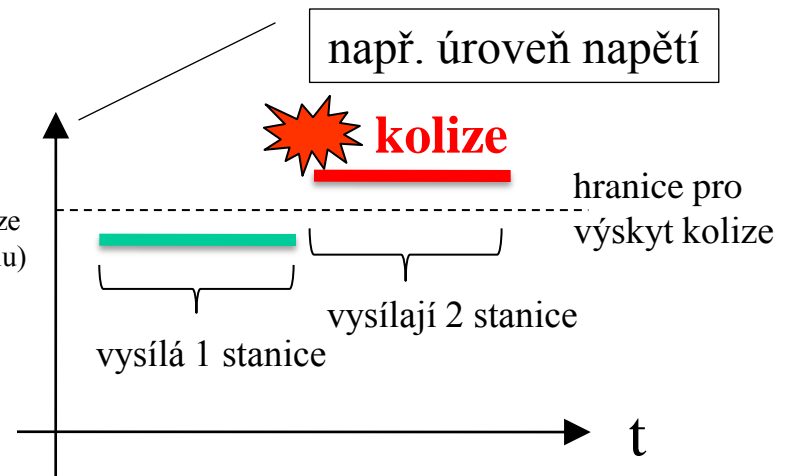 např. úroveň napětí
kolize
hranice pro
výskyt kolize
vysílají 2 stanice
vysílá 1 stanice
t